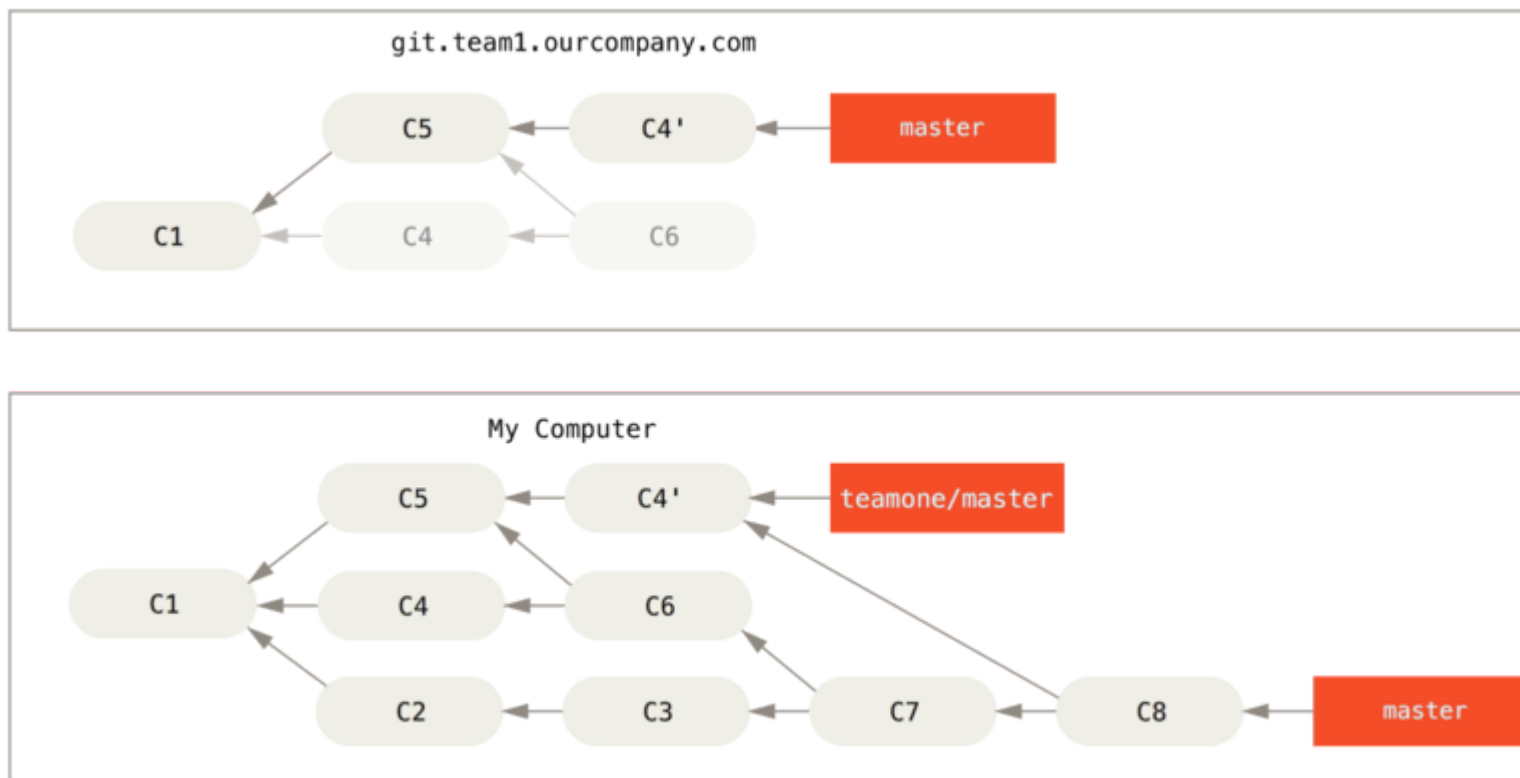 git.team1.ourcompany.com
C5 C4' master
C1 C4 C6
My Computer
C5 C4' teamone/master
C1 C4 C6
C2 C3 C7 C8 master